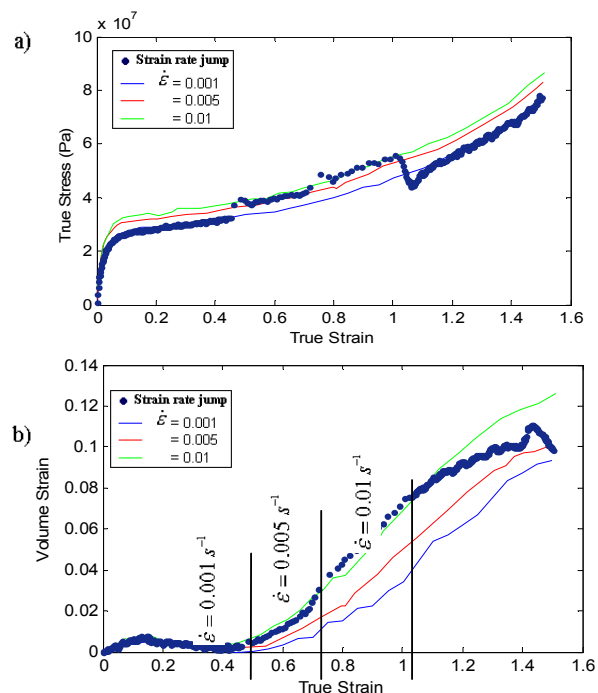 a)
x 10⁷
10
8
6
4
2
0
True Stress (Pa)
Strain rate jump
ε̇ = 0.001
= 0.005
= 0.01
0 0.2 0.4 0.6 0.8 1 1.2 1.4 1.6
True Strain
b)
0.14
0.12
0.1
0.08
0.06
0.04
0.02
0
Volume Strain
Strain rate jump
ε̇ = 0.001
= 0.005
= 0.01
ε̇ = 0.001 s⁻¹
ε̇ = 0.005 s⁻¹
ε̇ = 0.01 s⁻¹
0 0.2 0.4 0.6 0.8 1 1.2 1.4 1.6
True Strain